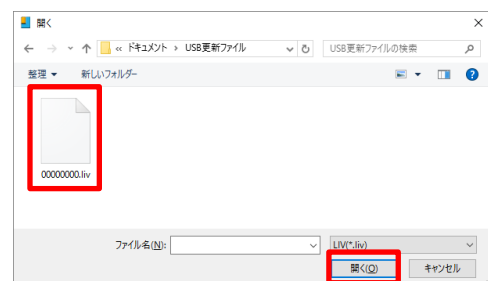 開く
« ドキュメント › USB更新ファイル
USB更新ファイルの検索
整理 新しいフォルダー
00000000.liv
ファイル名(N):
LIV(*.liv)
開く(O) キャンセル